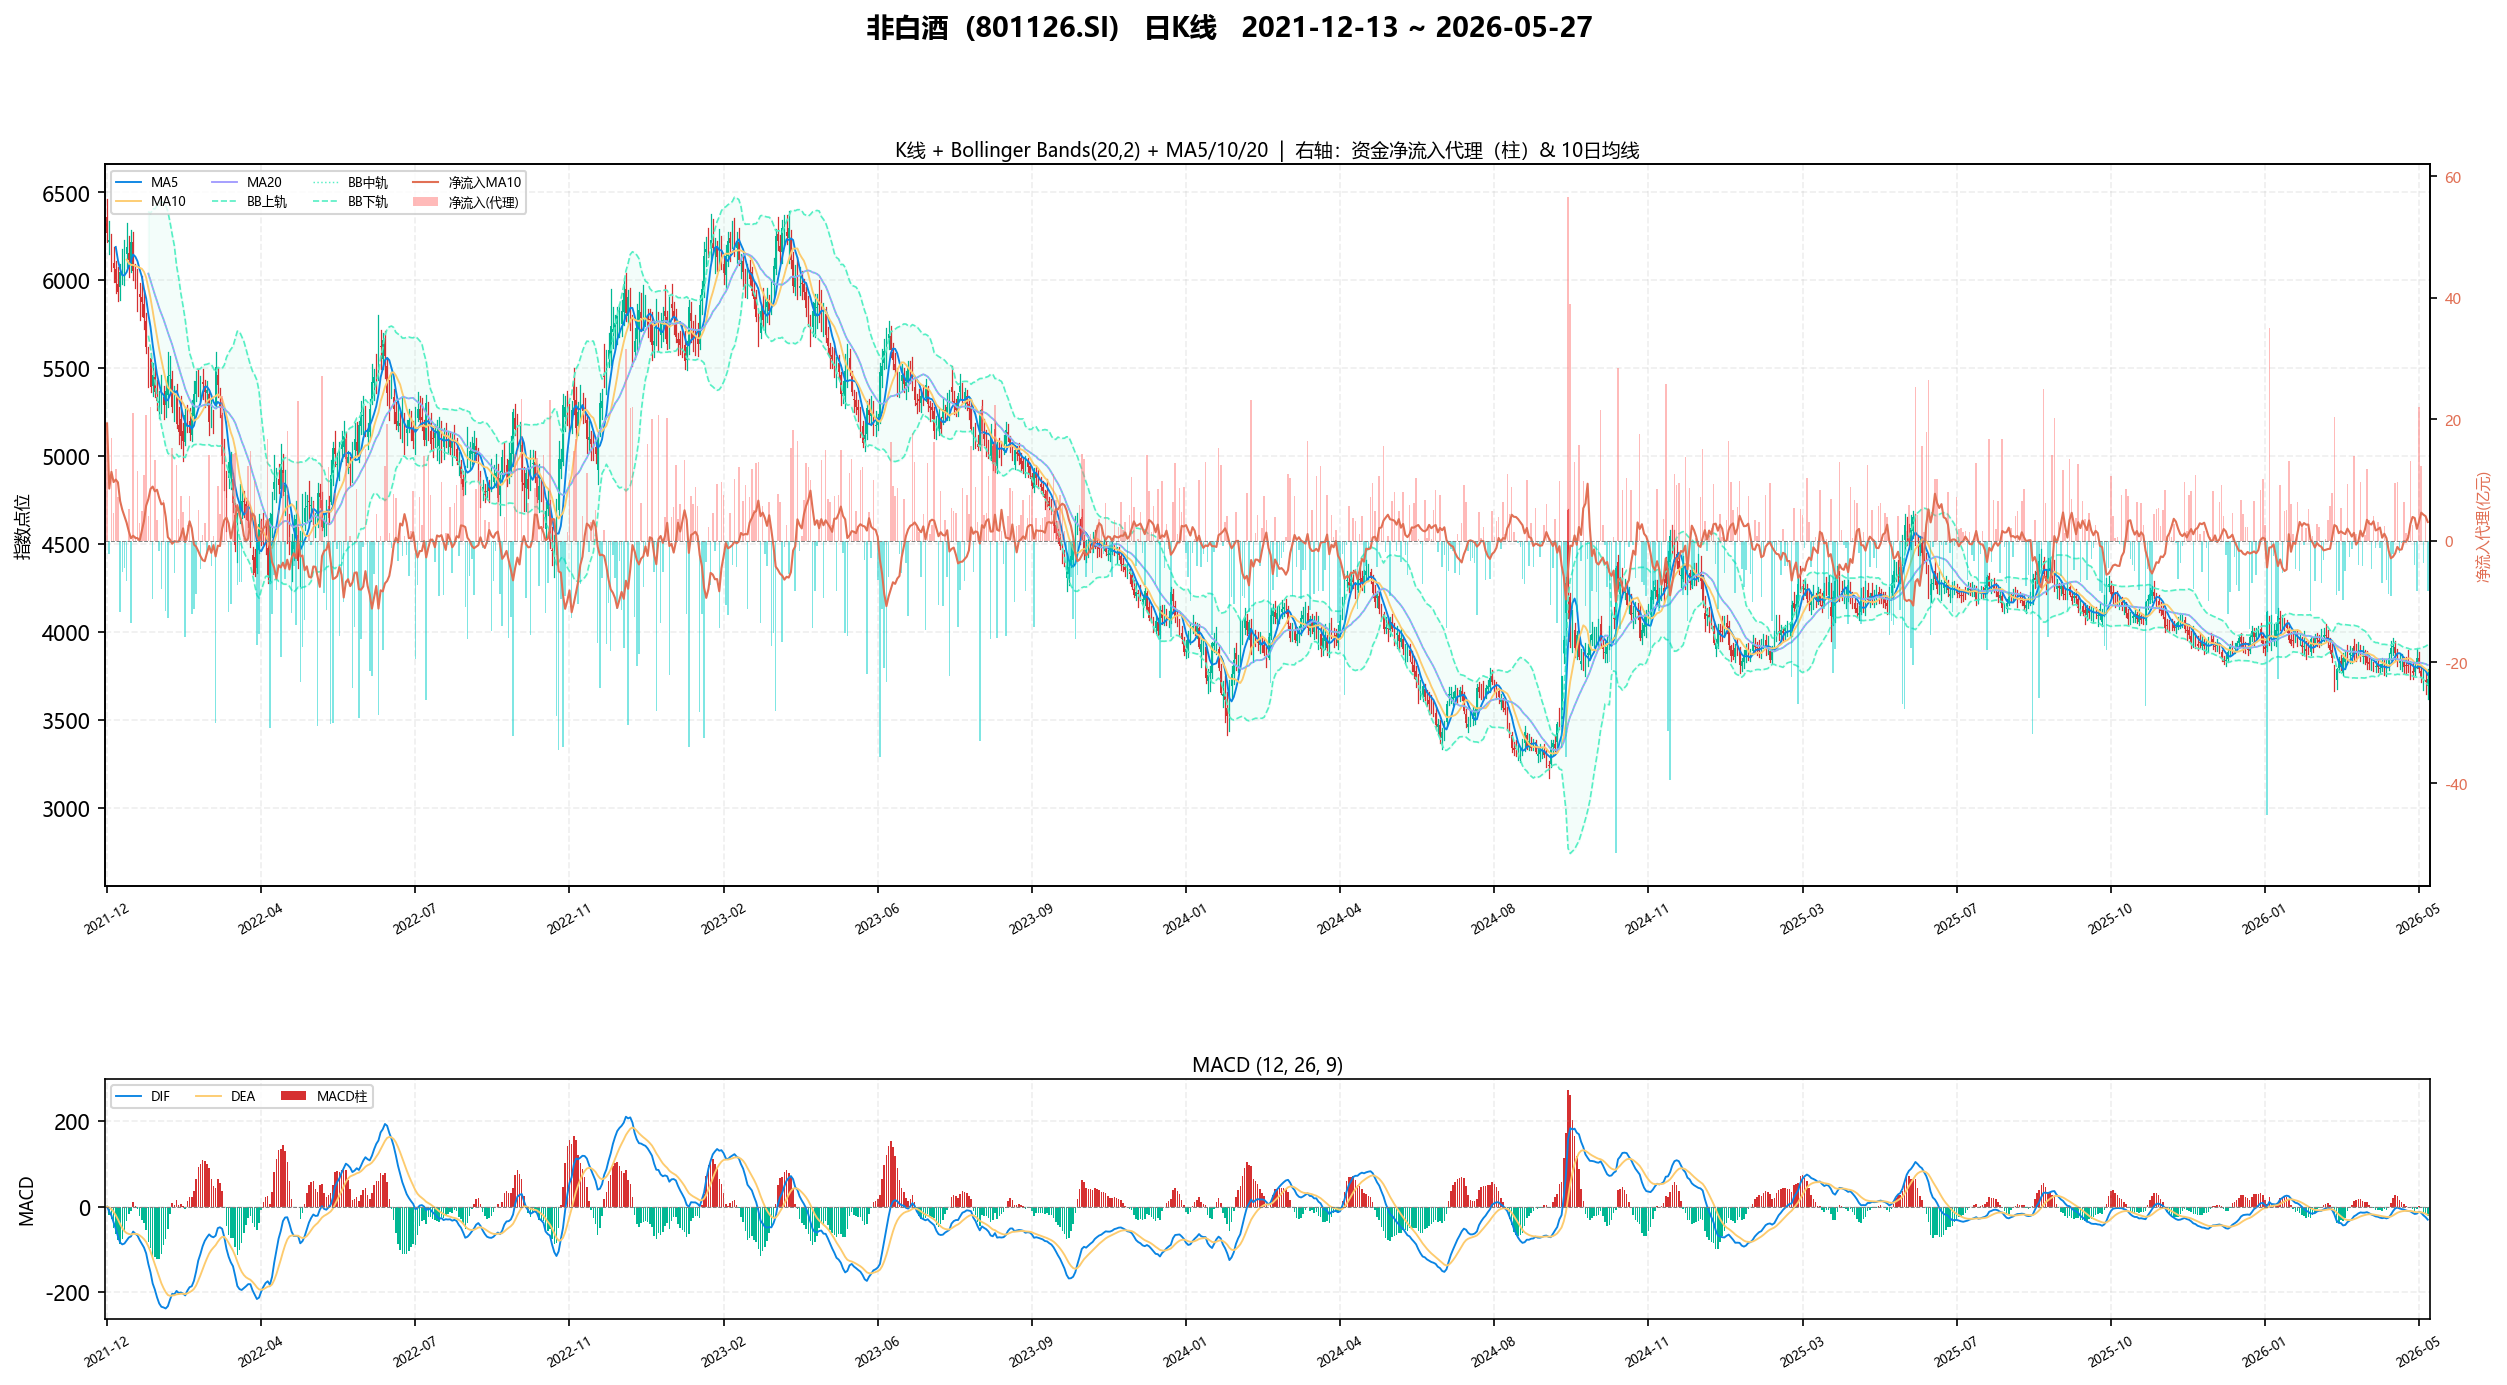 非白酒 (801126.SI) 日K线 2021-12-13 ~ 2026-05-27
K线 + Bollinger Bands(20,2) + MA5/10/20 | 右轴：资金净流入代理（柱）& 10日均线
MA5 MA20 BB中轨 净流入MA10
MA10 BB上轨 BB下轨 净流入(代理)
指数点位
6500
6000
5500
5000
4500
4000
3500
3000
净流入代理(亿元)
60
40
20
0
-20
-40
2021-12 2022-04 2022-07 2022-11 2023-02 2023-06 2023-09 2024-01 2024-04 2024-08 2024-11 2025-03 2025-07 2025-10 2026-01 2026-05
MACD (12, 26, 9)
DIF DEA MACD柱
MACD
200
0
-200
2021-12 2022-04 2022-07 2022-11 2023-02 2023-06 2023-09 2024-01 2024-04 2024-08 2024-11 2025-03 2025-07 2025-10 2026-01 2026-05